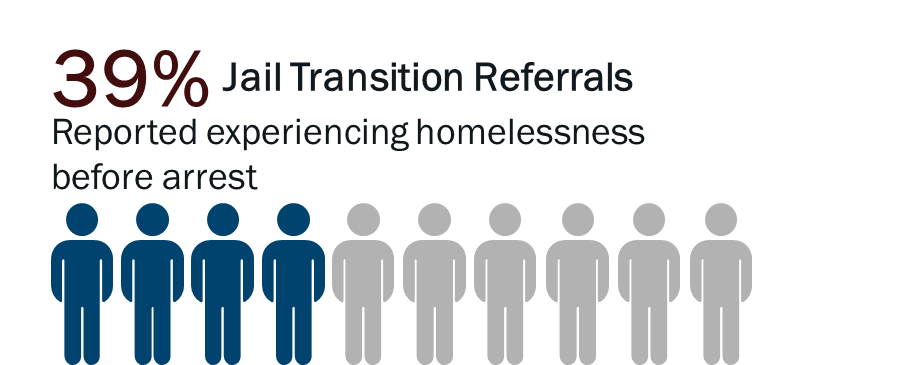 39% Jail Transition Referrals
Reported experiencing homelessness
before arrest